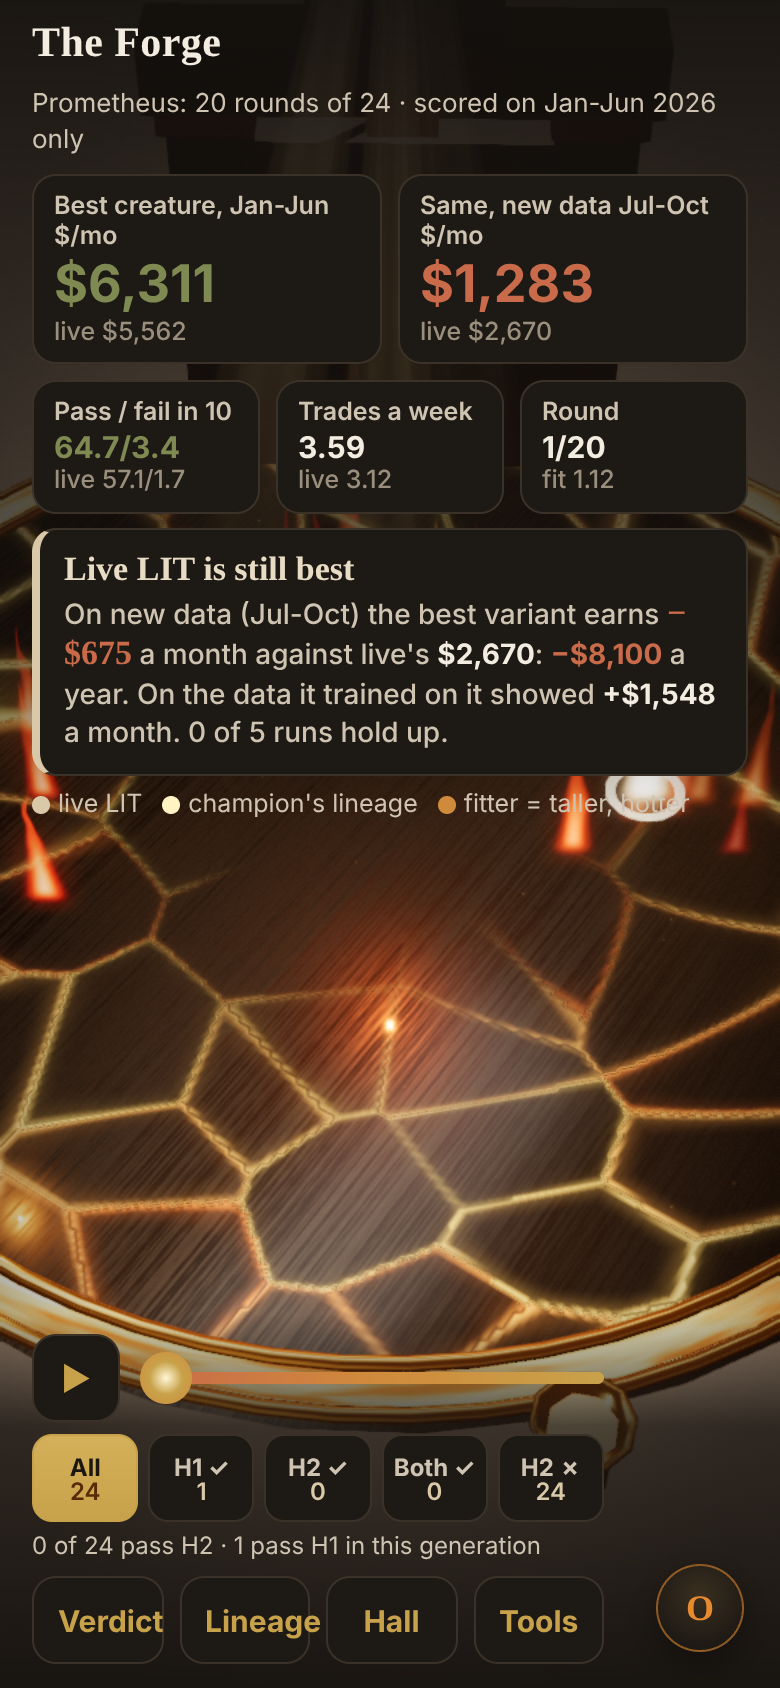 The Forge
Prometheus: 20 rounds of 24 · scored on Jan-Jun 2026
only
Best creature, Jan-Jun
$/mo
$6,311
live $5,562
Same, new data Jul-Oct
$/mo
$1,283
live $2,670
Pass / fail in 10
64.7/3.4
live 57.1/1.7
Trades a week
3.59
live 3.12
Round
1/20
fit 1.12
Live LIT is still best
On new data (Jul-Oct) the best variant earns −
$675 a month against live's $2,670: −$8,100 a
year. On the data it trained on it showed +$1,548
a month. 0 of 5 runs hold up.
live LIT champion's lineage fitter = taller, hotter
All
24
H1 ✓
1
H2 ✓
0
Both ✓
0
H2 ×
24
0 of 24 pass H2 · 1 pass H1 in this generation
Verdict
Lineage
Hall
Tools
O